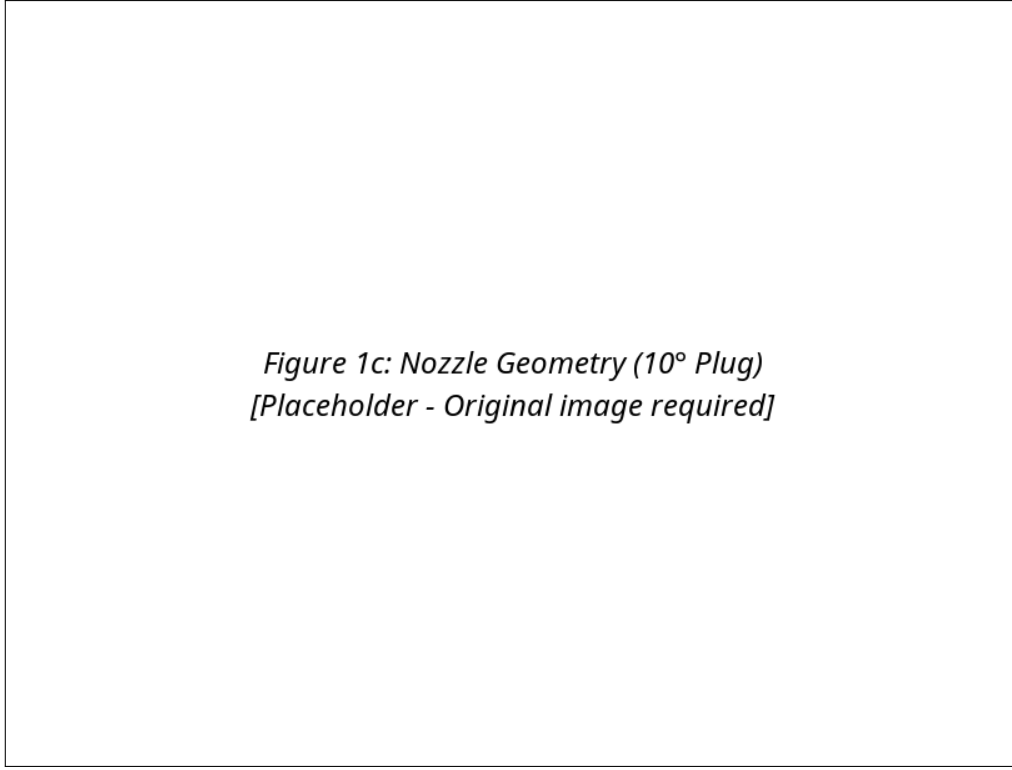 Figure 1c: Nozzle Geometry (10° Plug)
[Placeholder - Original image required]